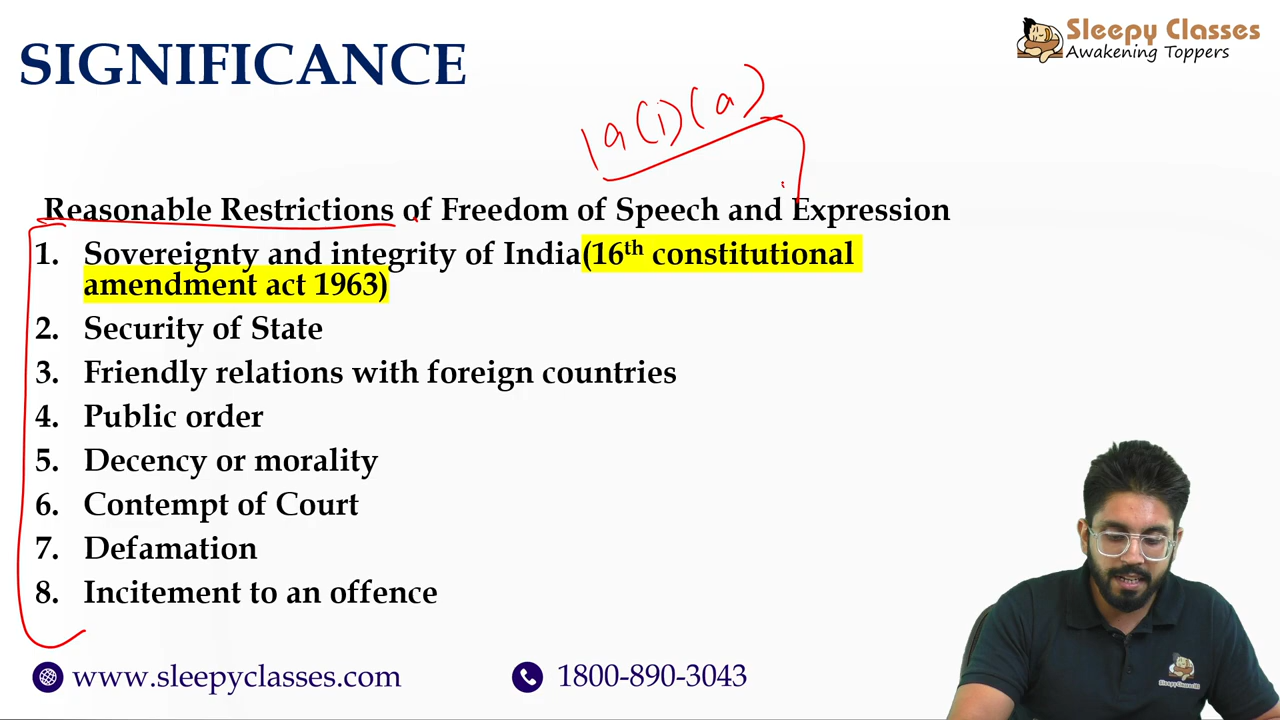 SIGNIFICANCE
Sleepy Classes
Awakening Toppers
19(1)(a)
Reasonable Restrictions of Freedom of Speech and Expression
1. Sovereignty and integrity of India(16th constitutional
amendment act 1963)
2. Security of State
3. Friendly relations with foreign countries
4. Public order
5. Decency or morality
6. Contempt of Court
7. Defamation
8. Incitement to an offence
www.sleepyclasses.com
1800-890-3043